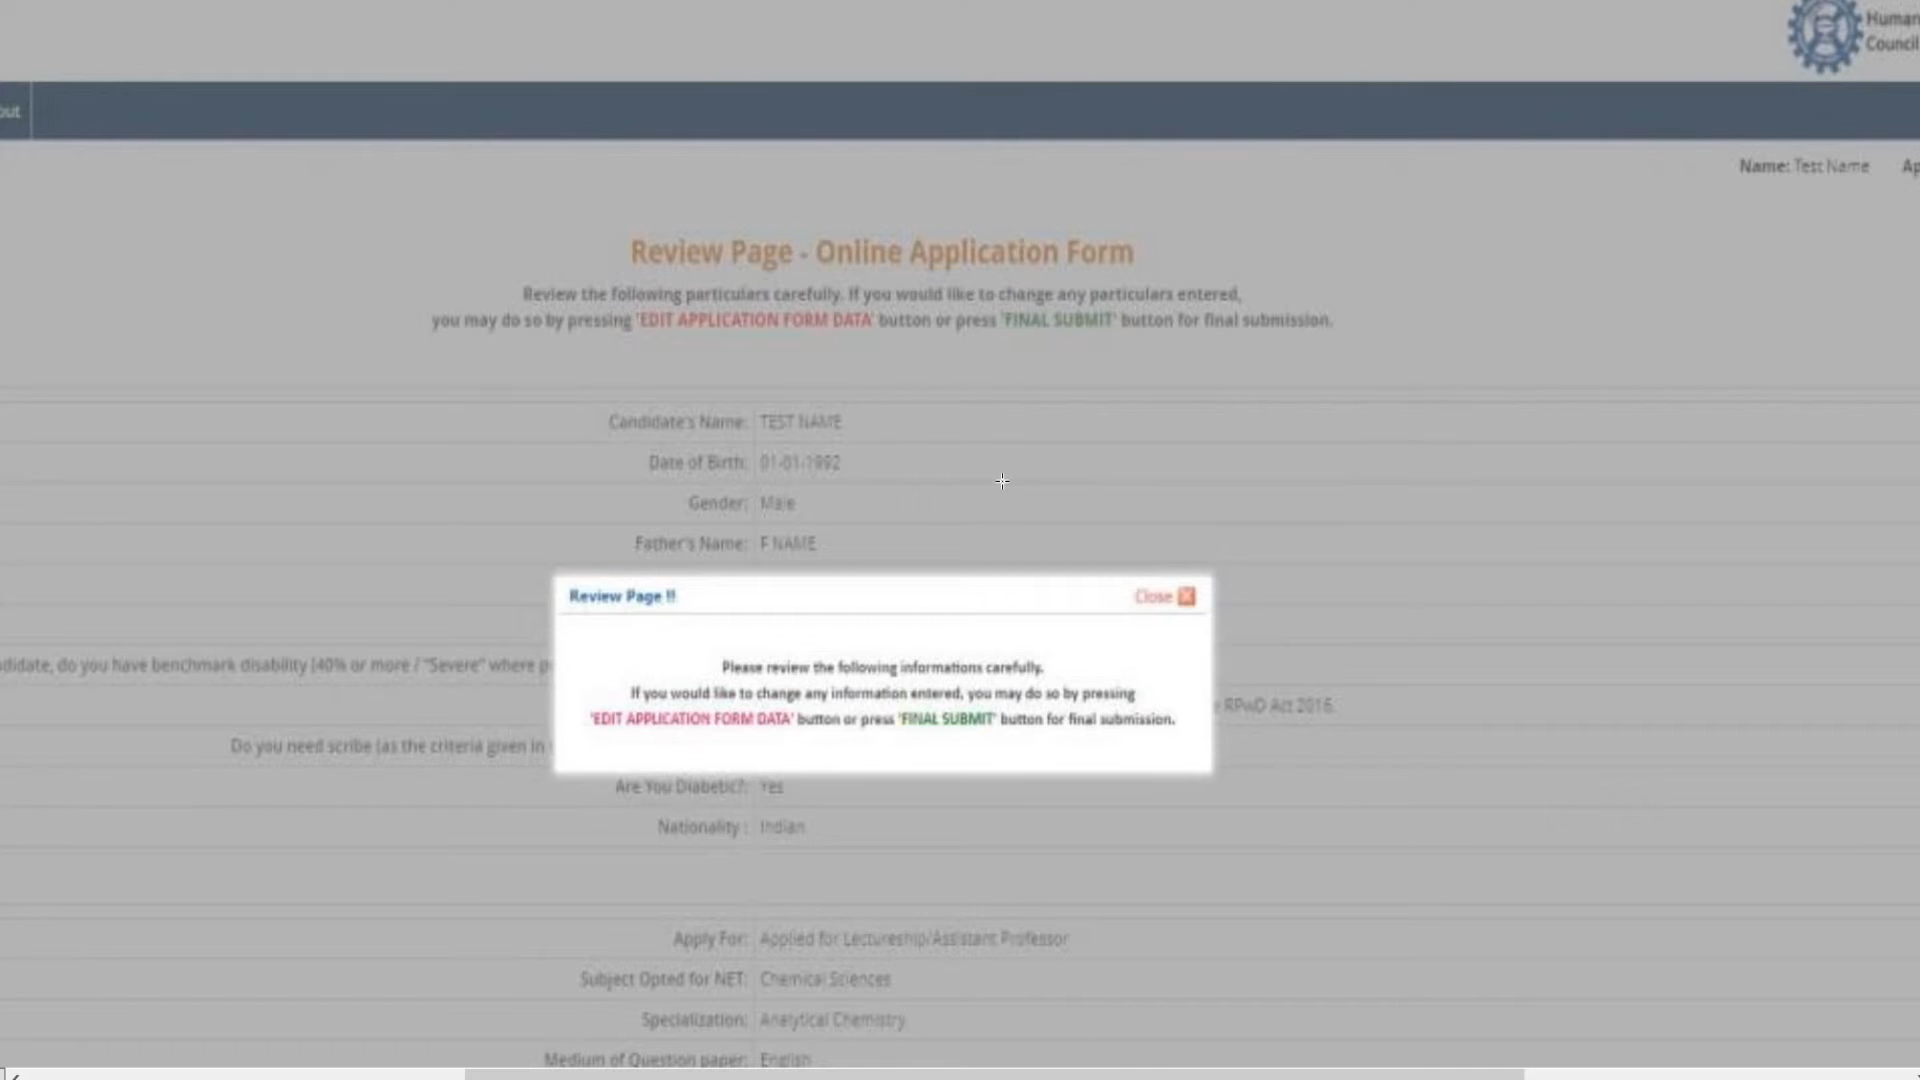 Human
Council
out
Name: Test Name Ap
Review Page - Online Application Form
Review the following particulars carefully. If you would like to change any particulars entered,
you may do so by pressing 'EDIT APPLICATION FORM DATA' button or press 'FINAL SUBMIT' button for final submission.
Candidate's Name: TEST NAME
Date of Birth: 01-01-1992
Gender: Male
Father's Name: F NAME
Review Page !! Close
Please review the following informations carefully.
If you would like to change any information entered, you may do so by pressing
'EDIT APPLICATION FORM DATA' button or press 'FINAL SUBMIT' button for final submission.
didate, do you have benchmark disability (40% or more / "Severe" where p
RPwD Act 2016.
Do you need scribe (as the criteria given in
Are You Diabetic?: Yes
Nationality : Indian
Apply For: Applied for Lectureship/Assistant Professor
Subject Opted for NET: Chemical Sciences
Specialization: Analytical Chemistry
Medium of Question paper: English